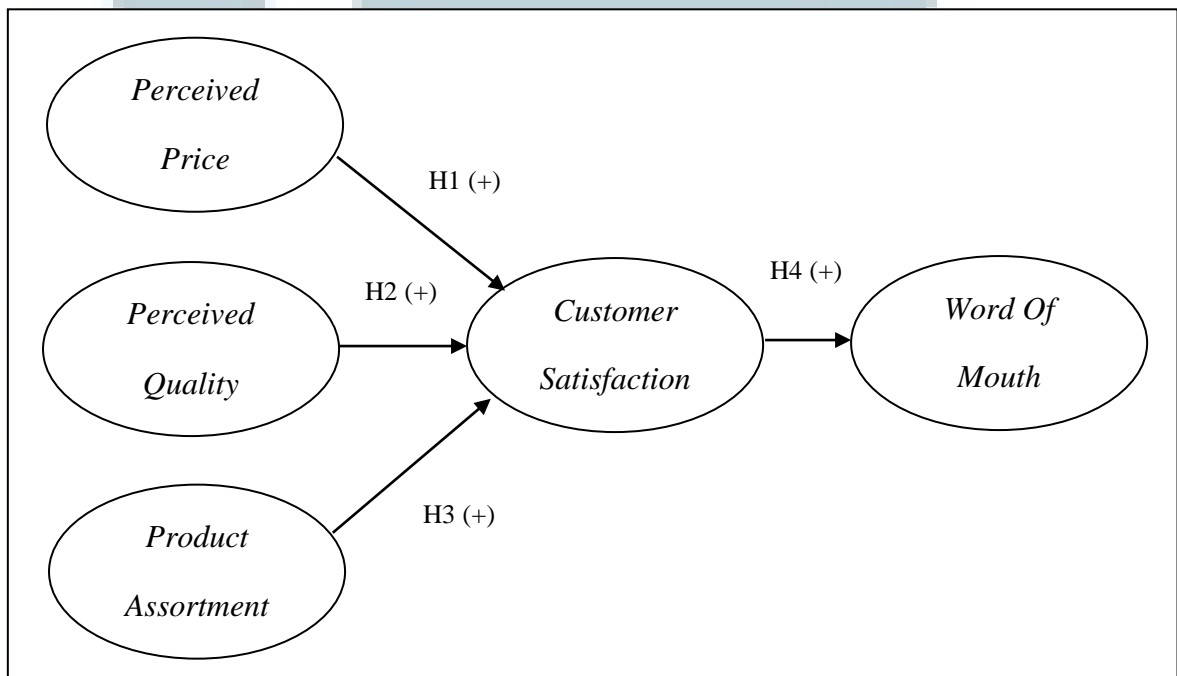 Perceived
Price
H1 (+)
Perceived
Quality
H2 (+)
Product
Assortment
H3 (+)
Customer
Satisfaction
H4 (+)
Word Of
Mouth